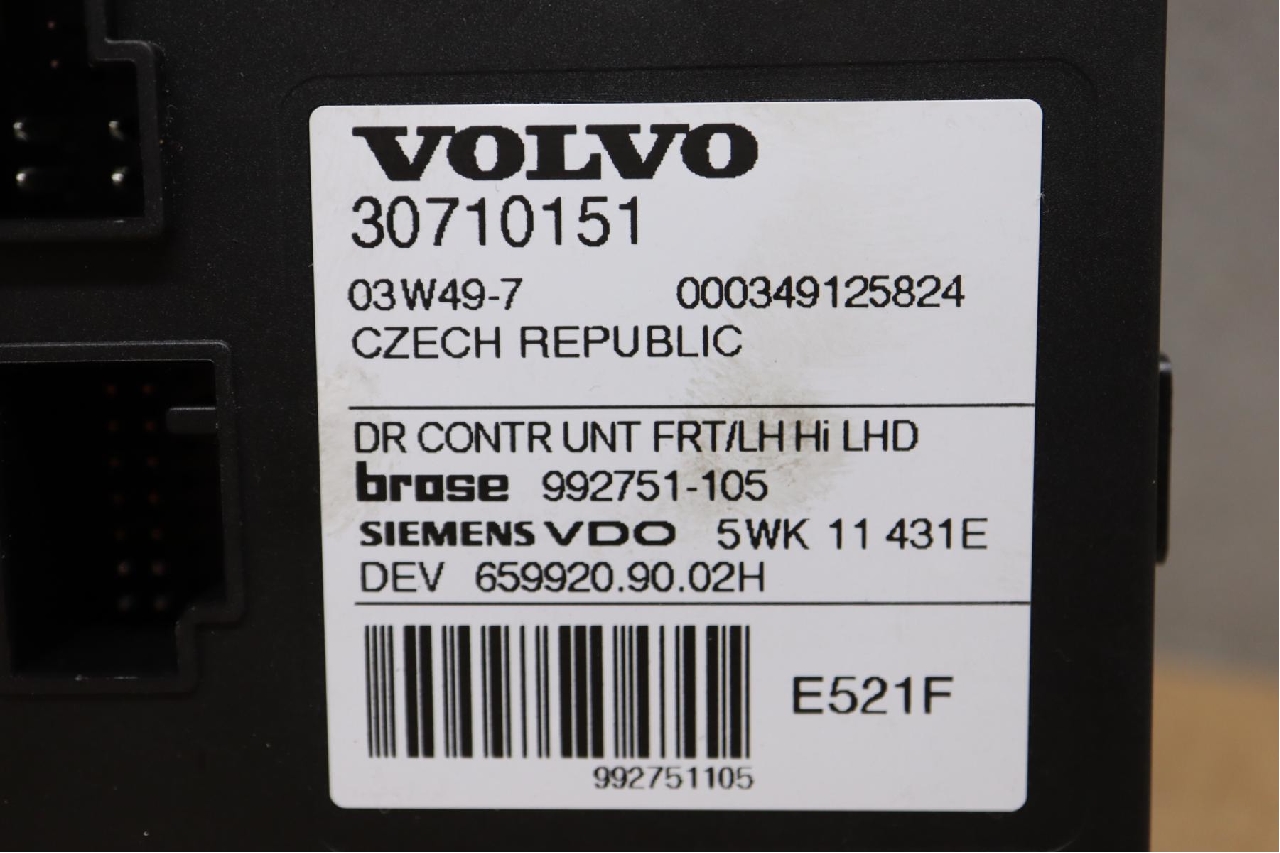 VOLVO
30710151
03W49-7 000349125824
CZECH REPUBLIC
DR CONTR UNT FRT/LH Hi LHD
brose 992751-105
SIEMENS VDO 5WK 11 431E
DEV 659920.90.02H
E521F
992751105